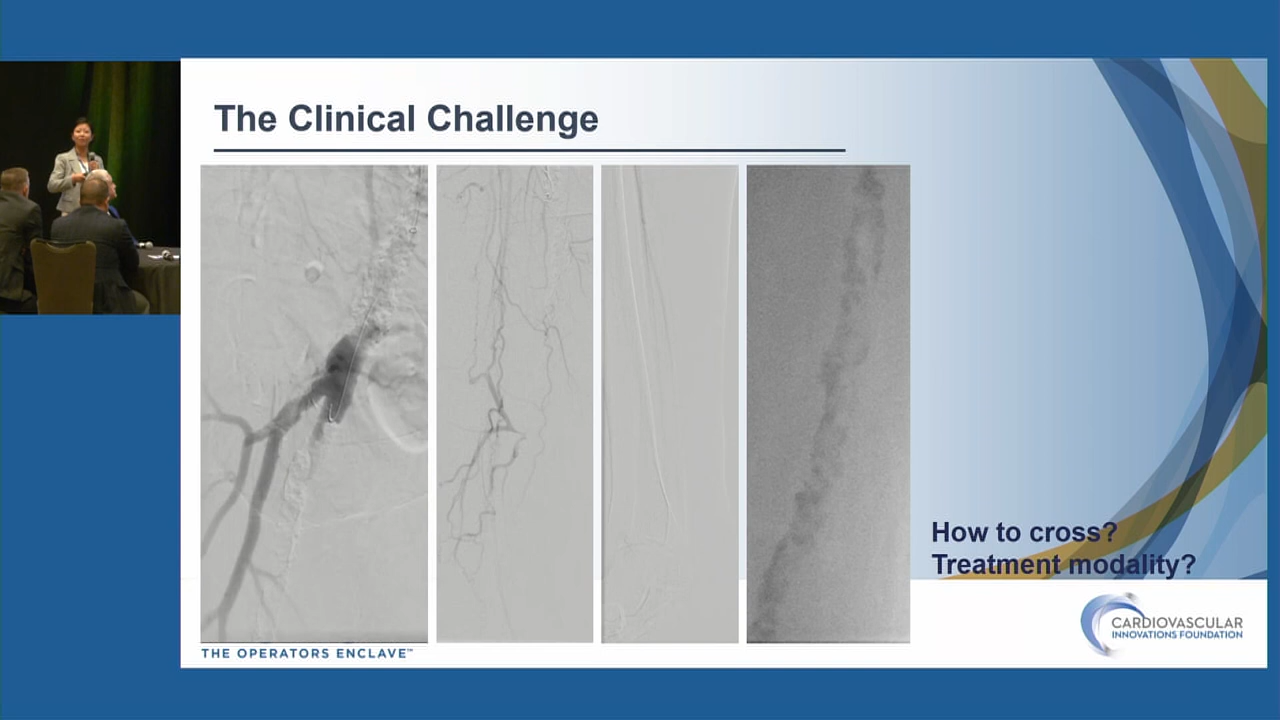 The Clinical Challenge
How to cross?
Treatment modality?
THE OPERATORS ENCLAVE™
CARDIOVASCULAR
INNOVATIONS FOUNDATION